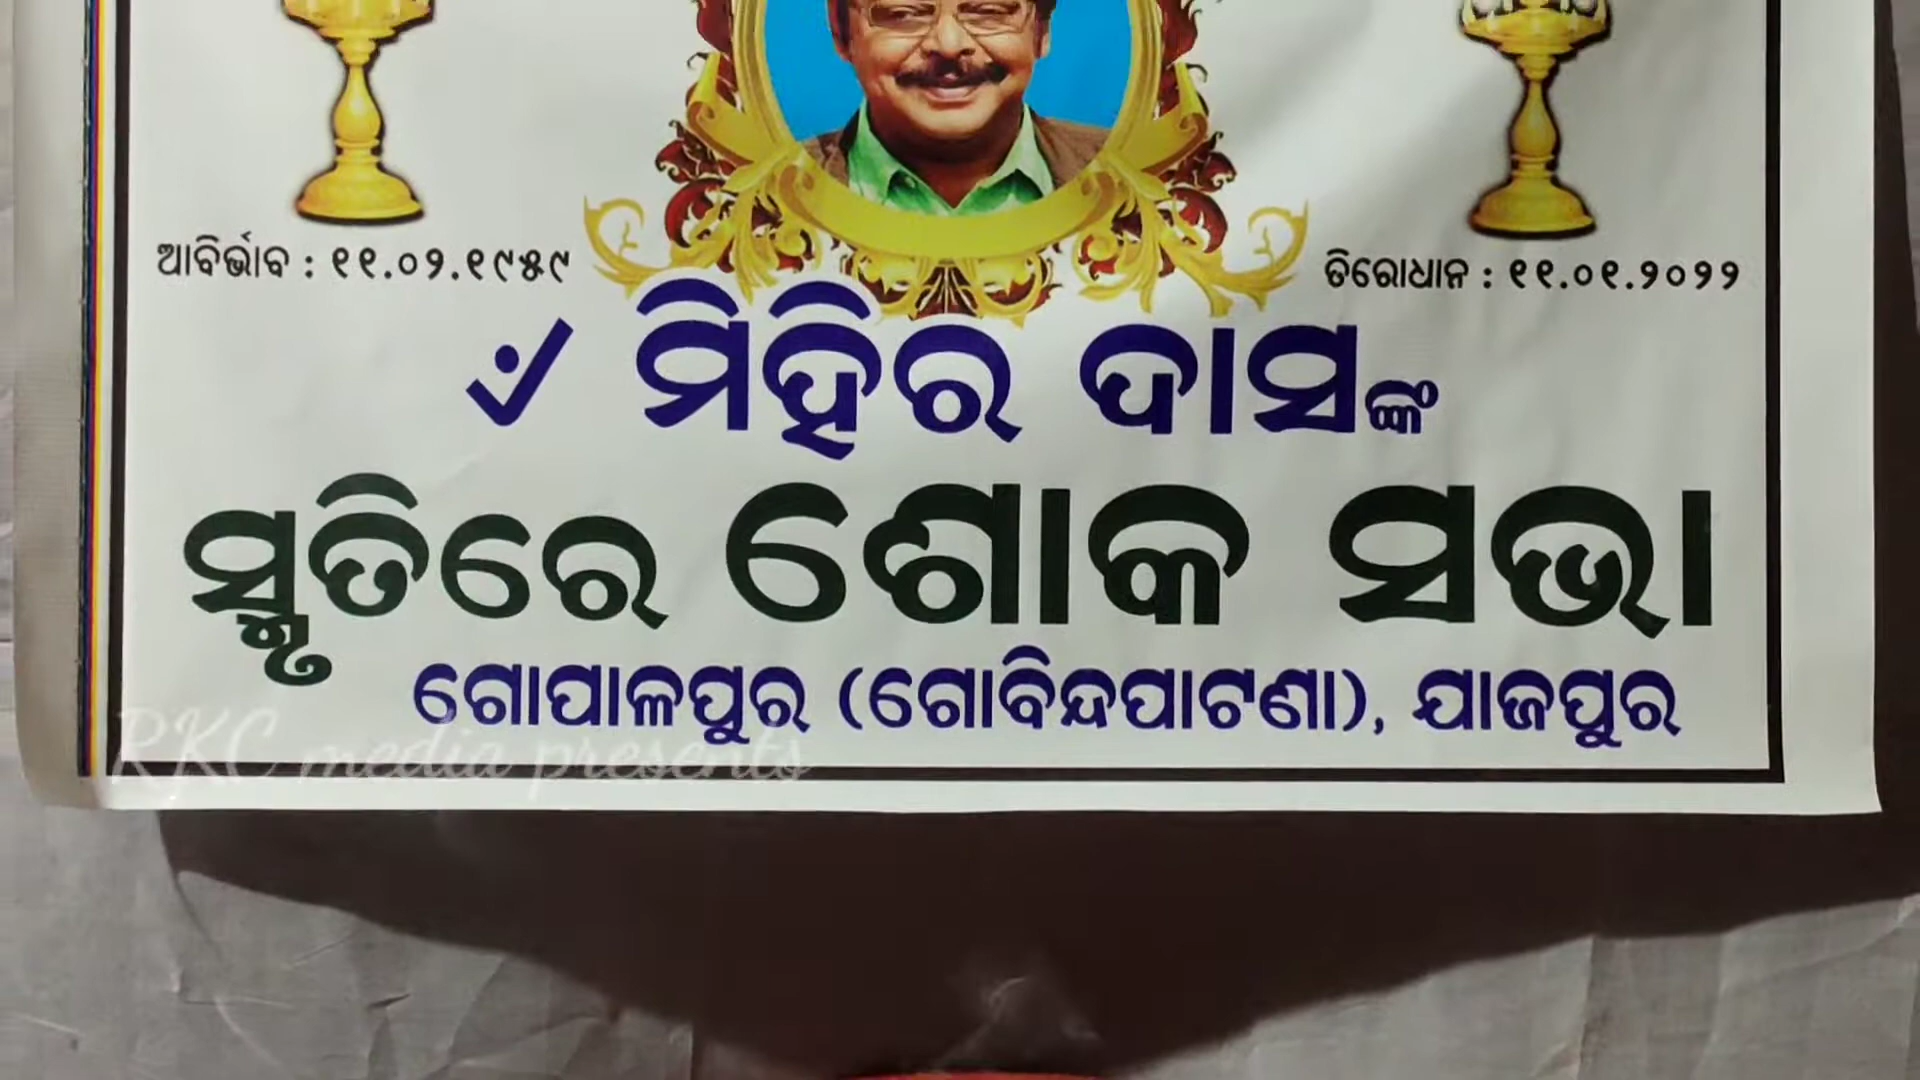 ଆବିର୍ଭାବ : ୧୧.୦୨.୧୯୫୯
ତିରୋଧାନ : ୧୧.୦୧.୨୦୨୨
ମିହିର ଦାସଙ୍କ
ସ୍ମୃତିରେ ଶୋକ ସଭା
ଗୋପାଳପୁର (ଗୋବିନ୍ଦପାଟଣା), ଯାଜପୁର
RKC media presents